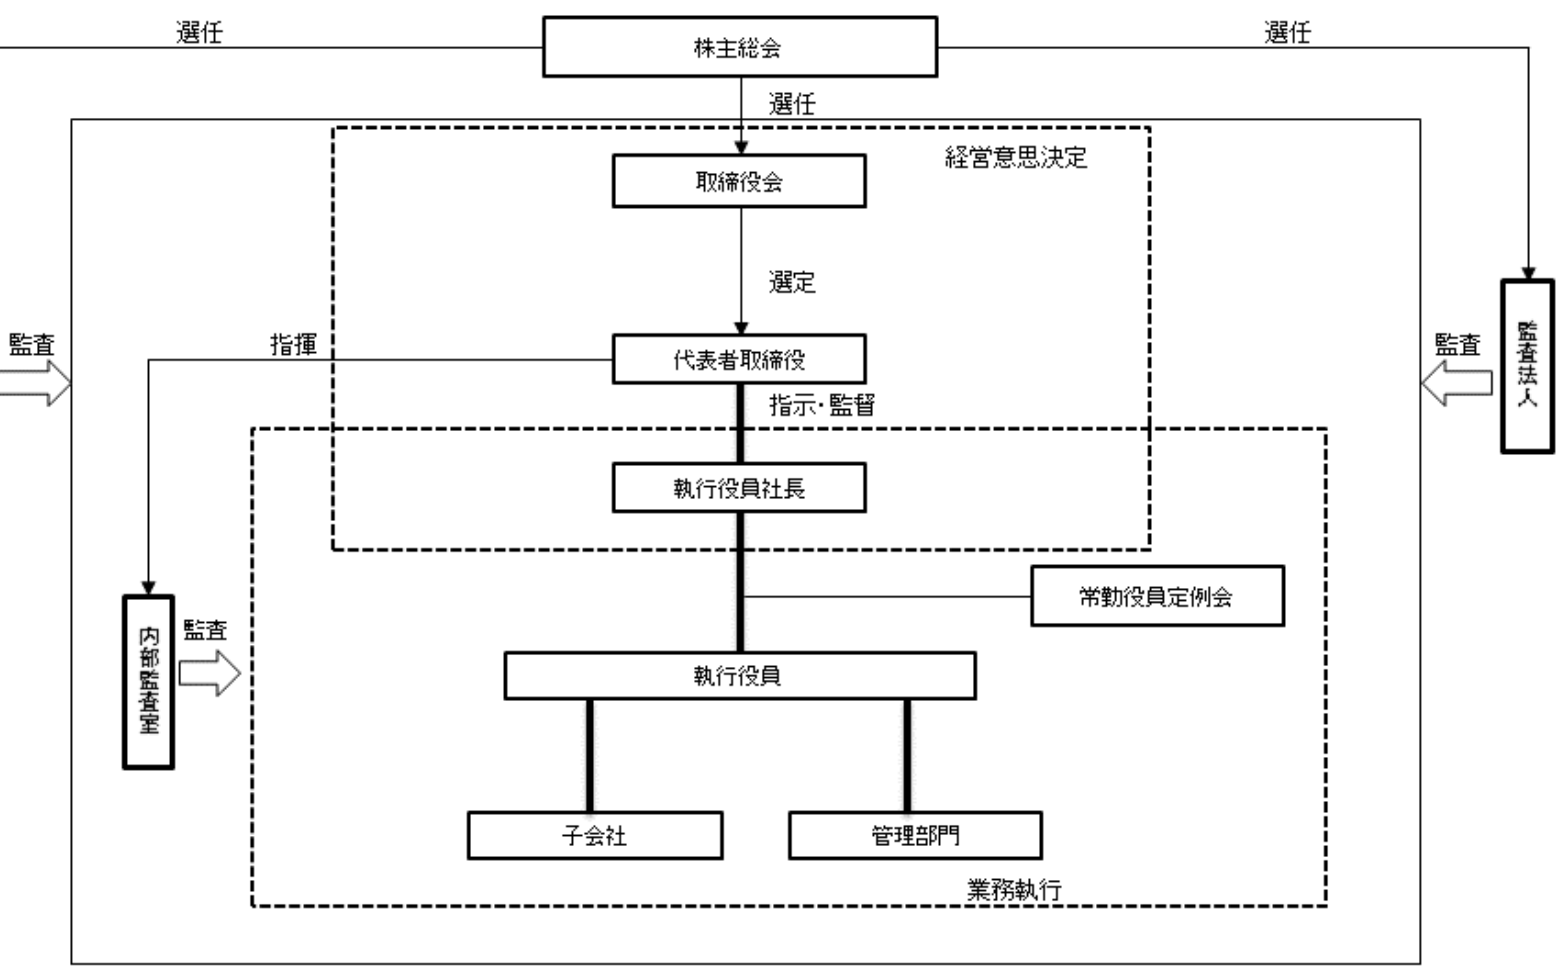 選任
株主総会
選任
選任
経営意思決定
取締役会
選定
監査
指揮
代表者取締役
指示・監督
監査
監査法人
執行役員社長
常勤役員定例会
内部監査室
監査
執行役員
子会社
管理部門
業務執行